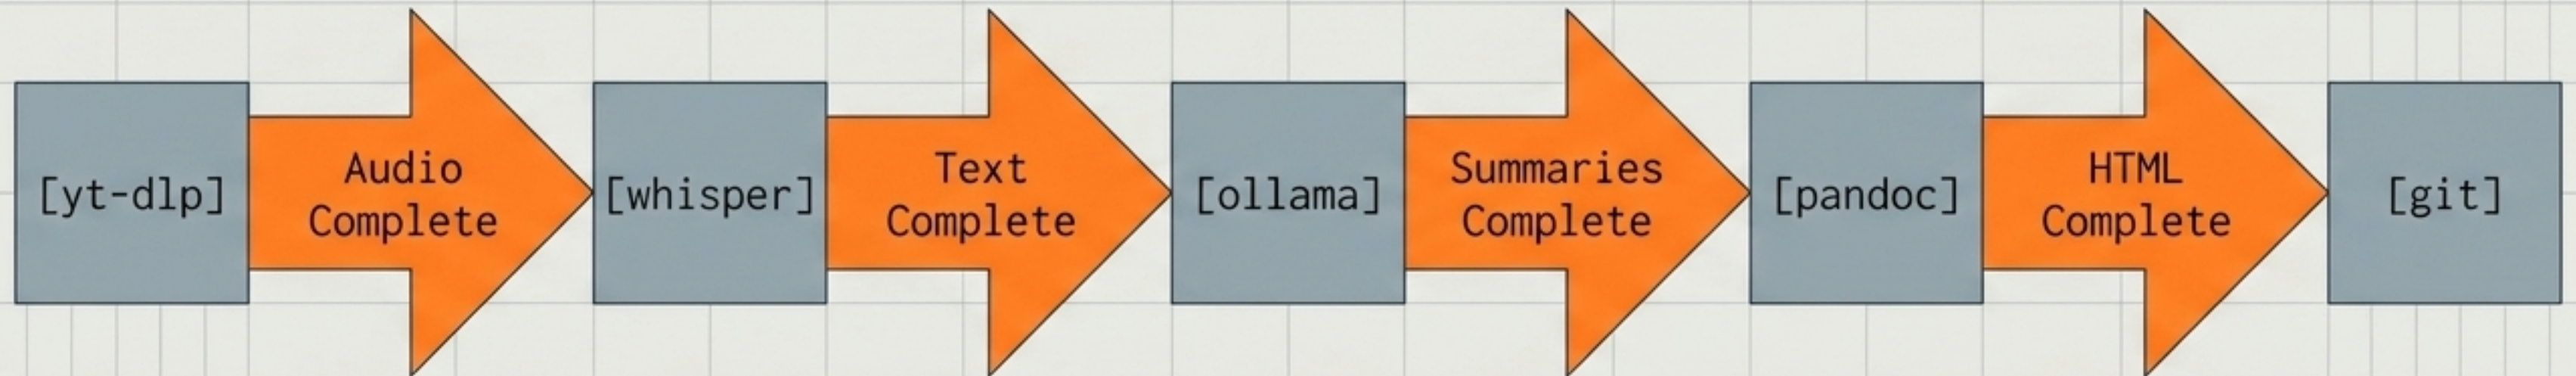 [yt-dlp]
Audio
Complete
[whisper]
Text
Complete
[ollama]
Summaries
Complete
[pandoc]
HTML
Complete
[git]